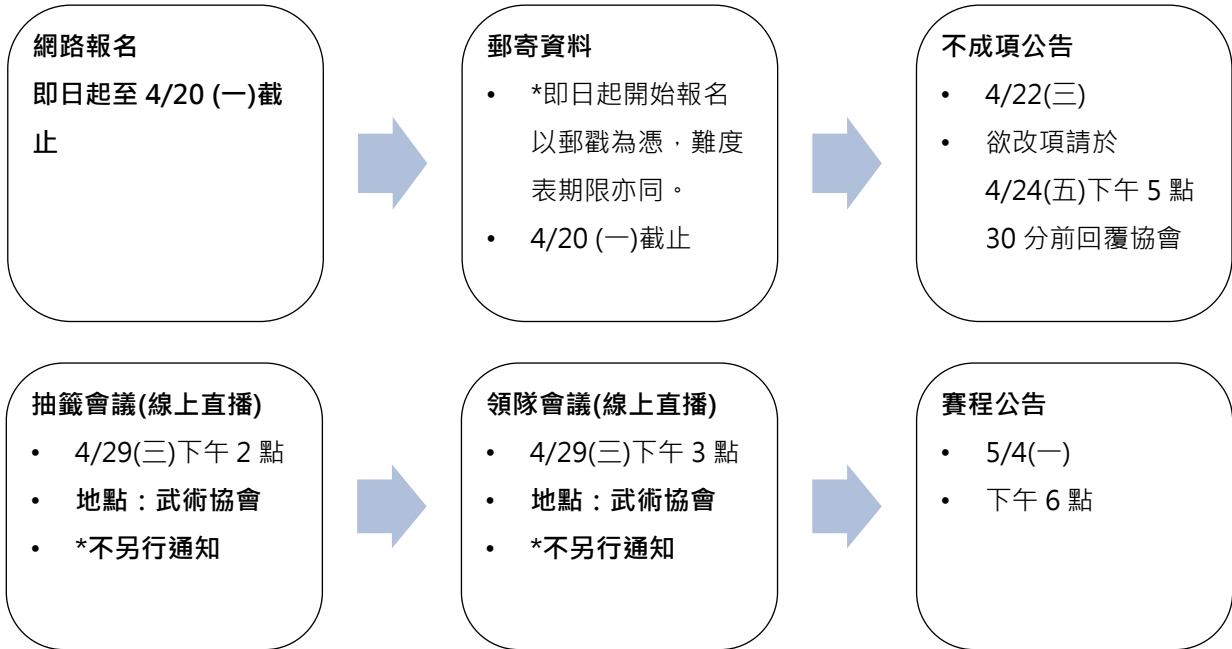 網路報名
即日起至 4/20 (一)截
止
郵寄資料
• *即日起開始報名
以郵戳為憑，難度
表期限亦同。
• 4/20 (一)截止
不成項公告
• 4/22(三)
• 欲改項請於
4/24(五)下午 5 點
30 分前回覆協會
抽籤會議(線上直播)
• 4/29(三)下午 2 點
• 地點：武術協會
• *不另行通知
領隊會議(線上直播)
• 4/29(三)下午 3 點
• 地點：武術協會
• *不另行通知
賽程公告
• 5/4(一)
• 下午 6 點